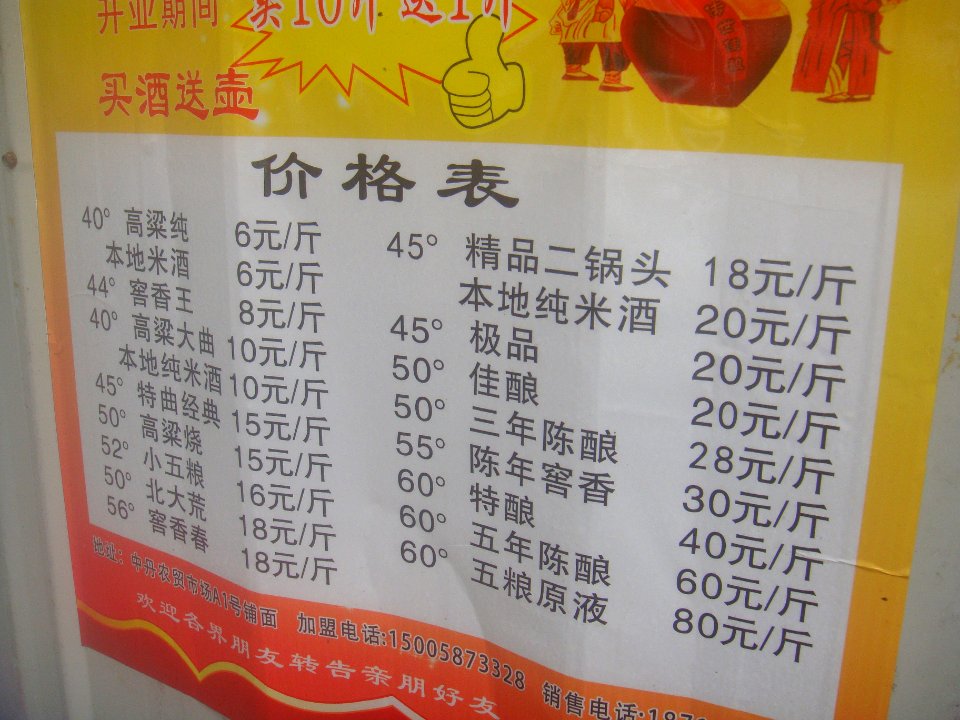 开业期间 买10斤送1斤
买酒送壶
价格表
40° 高粱纯 6元/斤
本地米酒 6元/斤
44° 窖香王 8元/斤
40° 高粱大曲 10元/斤
本地纯米酒 10元/斤
45° 特曲经典 15元/斤
50° 高粱烧 15元/斤
52° 小五粮 16元/斤
50° 北大荒 18元/斤
56° 窖香春 18元/斤
45° 精品二锅头 18元/斤
本地纯米酒 20元/斤
45° 极品 20元/斤
50° 佳酿 20元/斤
50° 三年陈酿 28元/斤
55° 陈年窖香 30元/斤
60° 特酿 40元/斤
60° 五年陈酿 60元/斤
60° 五粮原液 80元/斤
地址：中丹农贸市场A1号铺面 加盟电话:15005873328 销售电话:1876
欢迎各界朋友转告亲朋好友